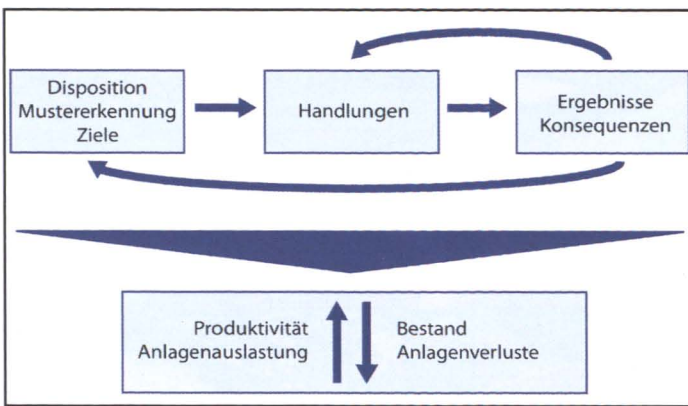 Disposition
Mustererkennung
Ziele
Handlungen
Ergebnisse
Konsequenzen
Produktivität
Anlagenauslastung
Bestand
Anlagenverluste